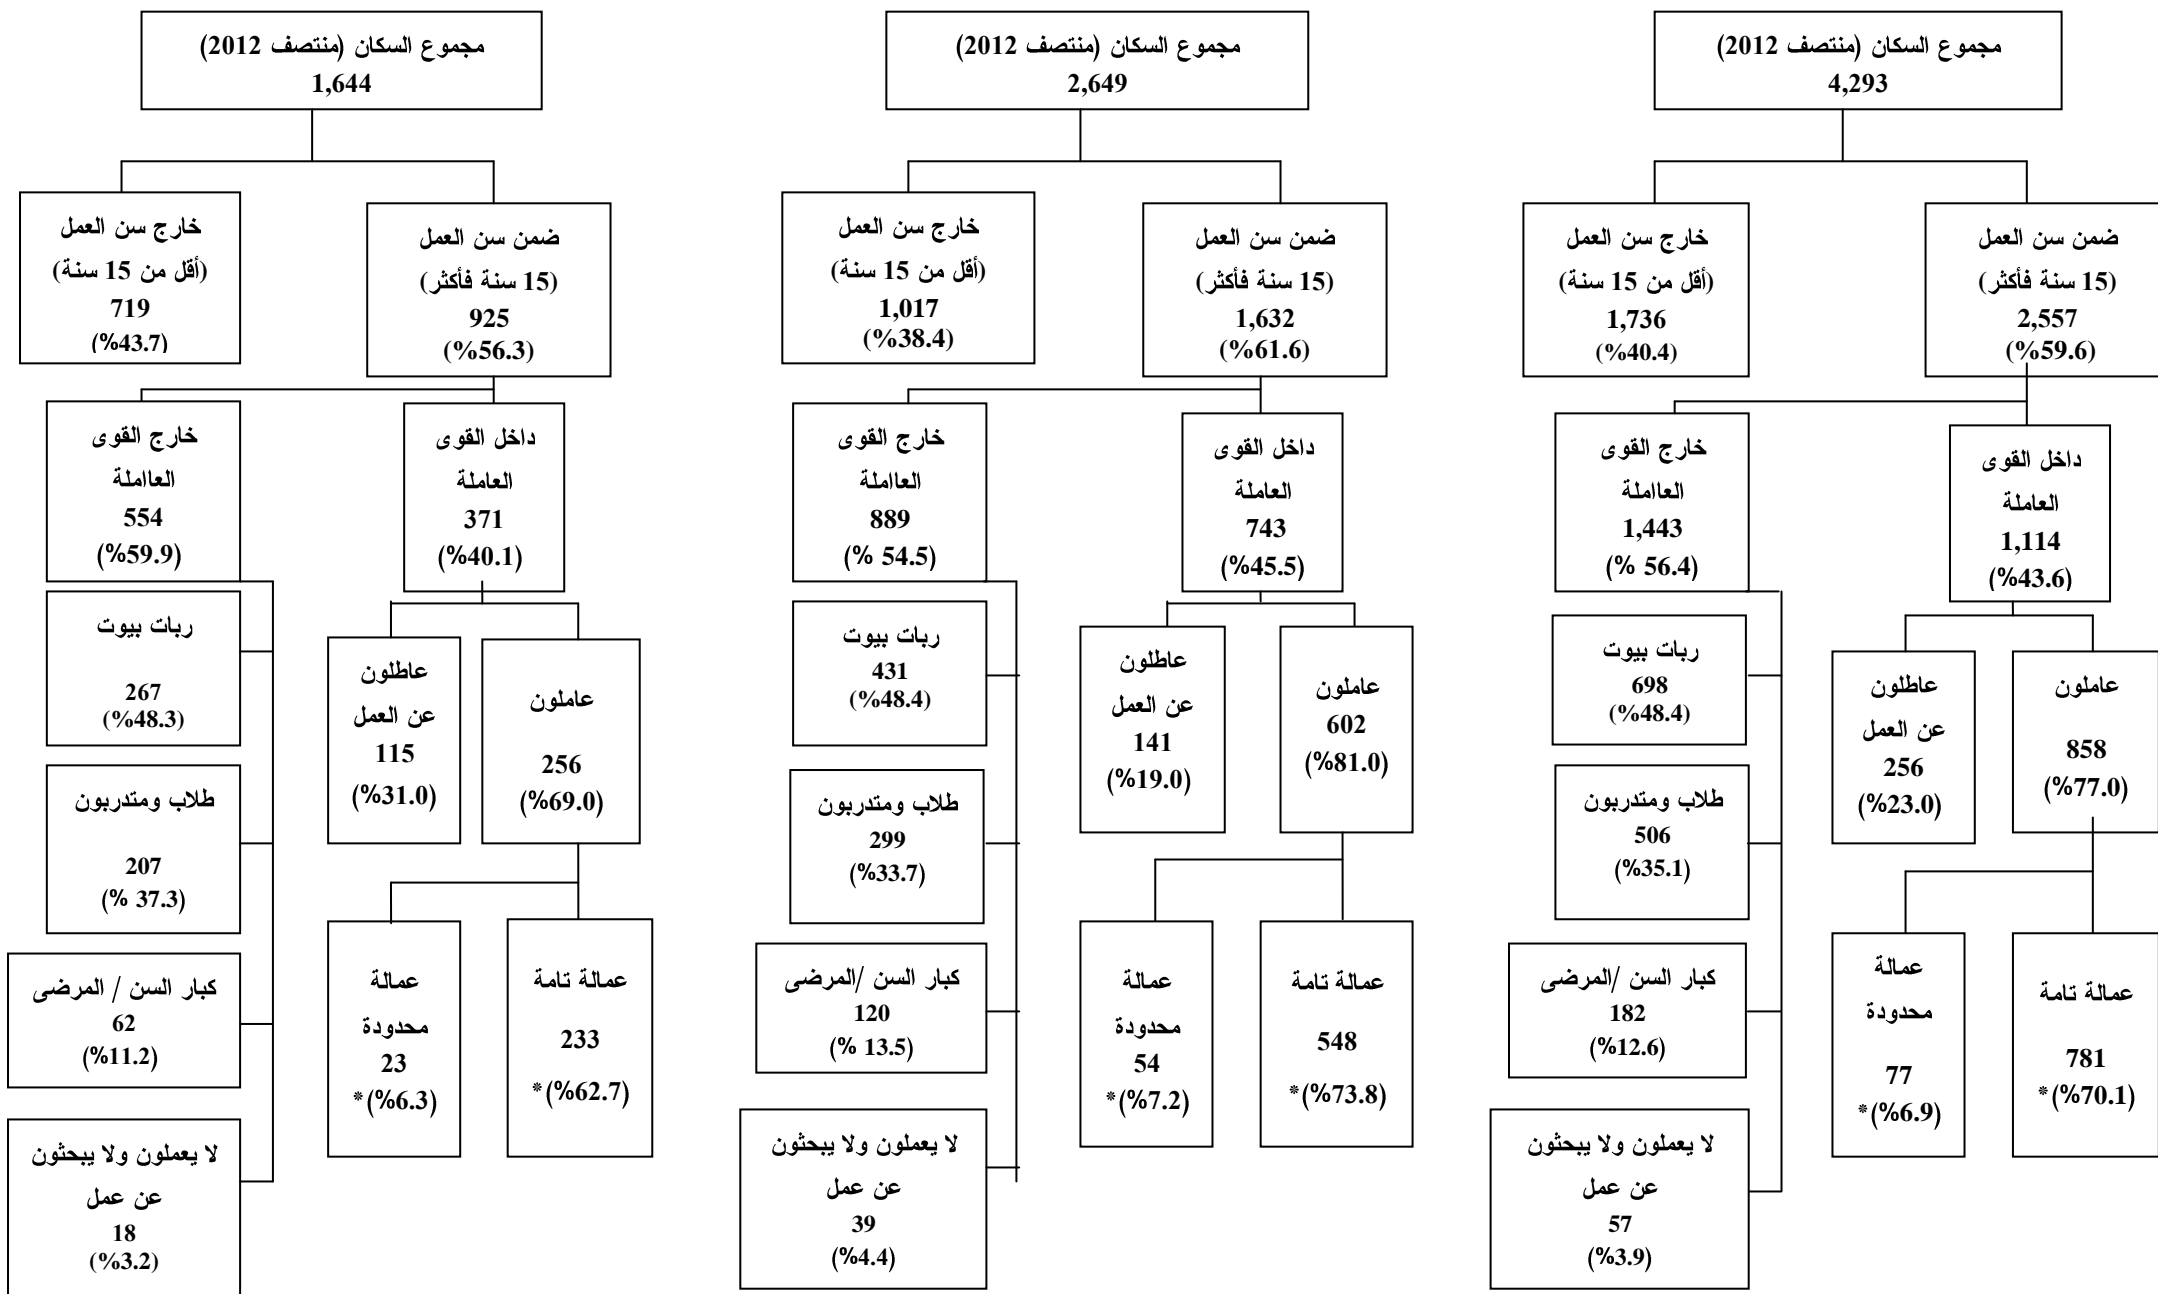 مجموع السكان (منتصف 2012)
4,293
ضمن سن العمل
(15 سنة فأكثر)
2,557
(%59.6)
خارج سن العمل
(أقل من 15 سنة)
1,736
(%40.4)
داخل القوى
العاملة
1,114
(%43.6)
خارج القوى
العااملة
1,443
(% 56.4)
عاملون
858
(%77.0)
عاطلون
عن العمل
256
(%23.0)
عمالة تامة
781
*(%70.1)
عمالة
محدودة
77
*(%6.9)
ربات بيوت
698
(%48.4)
طلاب ومتدربون
506
(%35.1)
كبار السن /المرضى
182
(%12.6)
لا يعملون ولا يبحثون
عن عمل
57
(%3.9)
مجموع السكان (منتصف 2012)
2,649
ضمن سن العمل
(15 سنة فأكثر)
1,632
(%61.6)
خارج سن العمل
(أقل من 15 سنة)
1,017
(%38.4)
داخل القوى
العاملة
743
(%45.5)
خارج القوى
العااملة
889
(% 54.5)
عاملون
602
(%81.0)
عاطلون
عن العمل
141
(%19.0)
عمالة تامة
548
*(%73.8)
عمالة
محدودة
54
*(%7.2)
ربات بيوت
431
(%48.4)
طلاب ومتدربون
299
(%33.7)
كبار السن /المرضى
120
(% 13.5)
لا يعملون ولا يبحثون
عن عمل
39
(%4.4)
مجموع السكان (منتصف 2012)
1,644
ضمن سن العمل
(15 سنة فأكثر)
925
(%56.3)
خارج سن العمل
(أقل من 15 سنة)
719
(%43.7)
داخل القوى
العاملة
371
(%40.1)
خارج القوى
العااملة
554
(%59.9)
عاملون
256
(%69.0)
عاطلون
عن العمل
115
(%31.0)
عمالة تامة
233
*(%62.7)
عمالة
محدودة
23
*(%6.3)
ربات بيوت
267
(%48.3)
طلاب ومتدربون
207
(% 37.3)
كبار السن / المرضى
62
(%11.2)
لا يعملون ولا يبحثون
عن عمل
18
(%3.2)